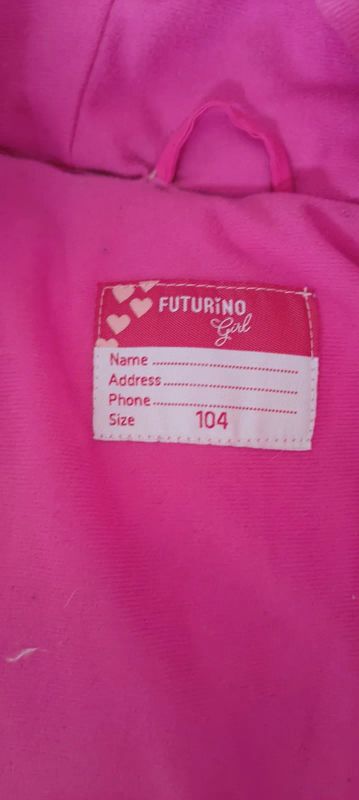 FUTURiNO
Girl
Name
Address
Phone
Size 104